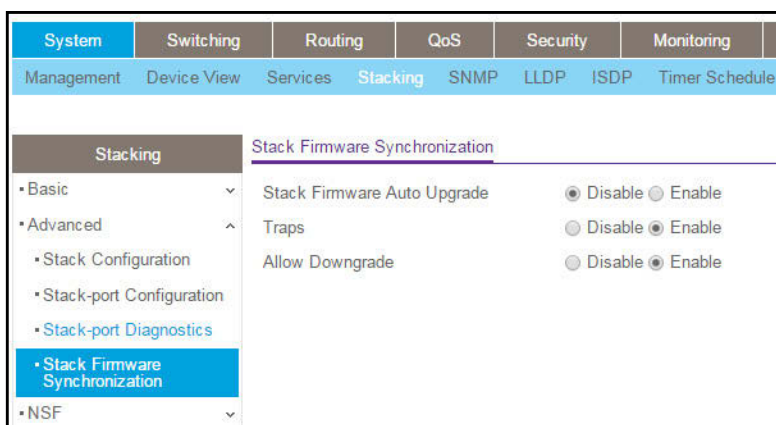 System Switching Routing QoS Security Monitoring
Management Device View Services Stacking SNMP LLDP ISDP Timer Schedule
Stacking
Stack Firmware Synchronization
Basic
Stack Firmware Auto Upgrade Disable Enable
Advanced
Traps Disable Enable
Stack Configuration
Allow Downgrade Disable Enable
Stack-port Configuration
Stack-port Diagnostics
Stack Firmware
Synchronization
NSF